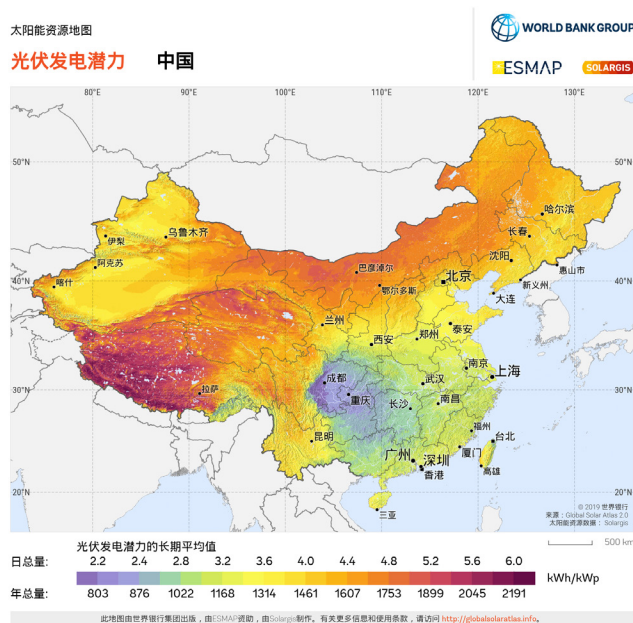 太阳能资源地图
光伏发电潜力 中国
WORLD BANK GROUP
ESMAP
SOLARGIS
80°E 90°E 100°E 110°E 120°E 130°E
50°N 50°N
哈尔滨
长春
乌鲁木齐
伊犁
沈阳
阿克苏
巴彦淖尔
惠山市
北京
40°N 40°N
喀什
鄂尔多斯
新义州
大连
兰州
泰安
郑州
西安
南京
上海
成都
武汉
30°N 30°N
拉萨
重庆
南昌
长沙
福州
昆明
台北
广州
厦门
深圳
香港
高雄
20°N 20°N
三亚
© 2019 世界银行
来源：Global Solar Atlas 2.0
太阳能资源数据：Solargis
500 km
光伏发电潜力的长期平均值
日总量: 2.2 2.4 2.8 3.2 3.6 4.0 4.4 4.8 5.2 5.6 6.0
kWh/kWp
年总量: 803 876 1022 1168 1314 1461 1607 1753 1899 2045 2191
此地图由世界银行集团出版，由ESMAP资助，由Solargis制作。有关更多信息和使用条款，请访问 http://globalsolaratlas.info。